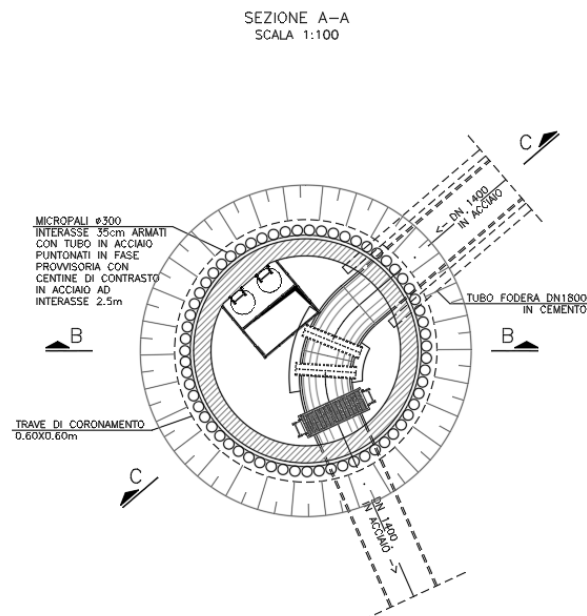 SEZIONE A-A
SCALA 1:100
C
DN 1400
IN ACCIAIO
MICROPALI ø300
INTERASSE 35cm ARMATI
CON TUBO IN ACCIAIO
PUNTONATI IN FASE
PROVVISORIA CON
CENTINE DI CONTRASTO
IN ACCIAIO AD
INTERASSE 2.5m
TUBO FODERA DN1800
IN CEMENTO
B
B
TRAVE DI CORONAMENTO
0.60X0.60m
C
DN 1400
IN ACCIAIO